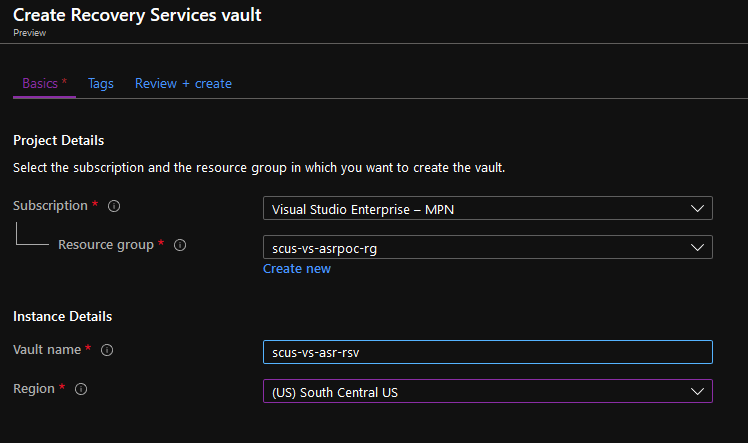 Create Recovery Services vault
Preview
Basics * Tags Review + create
Project Details
Select the subscription and the resource group in which you want to create the vault.
Subscription * Visual Studio Enterprise – MPN
Resource group * scus-vs-asrpoc-rg
Create new
Instance Details
Vault name * scus-vs-asr-rsv
Region * (US) South Central US